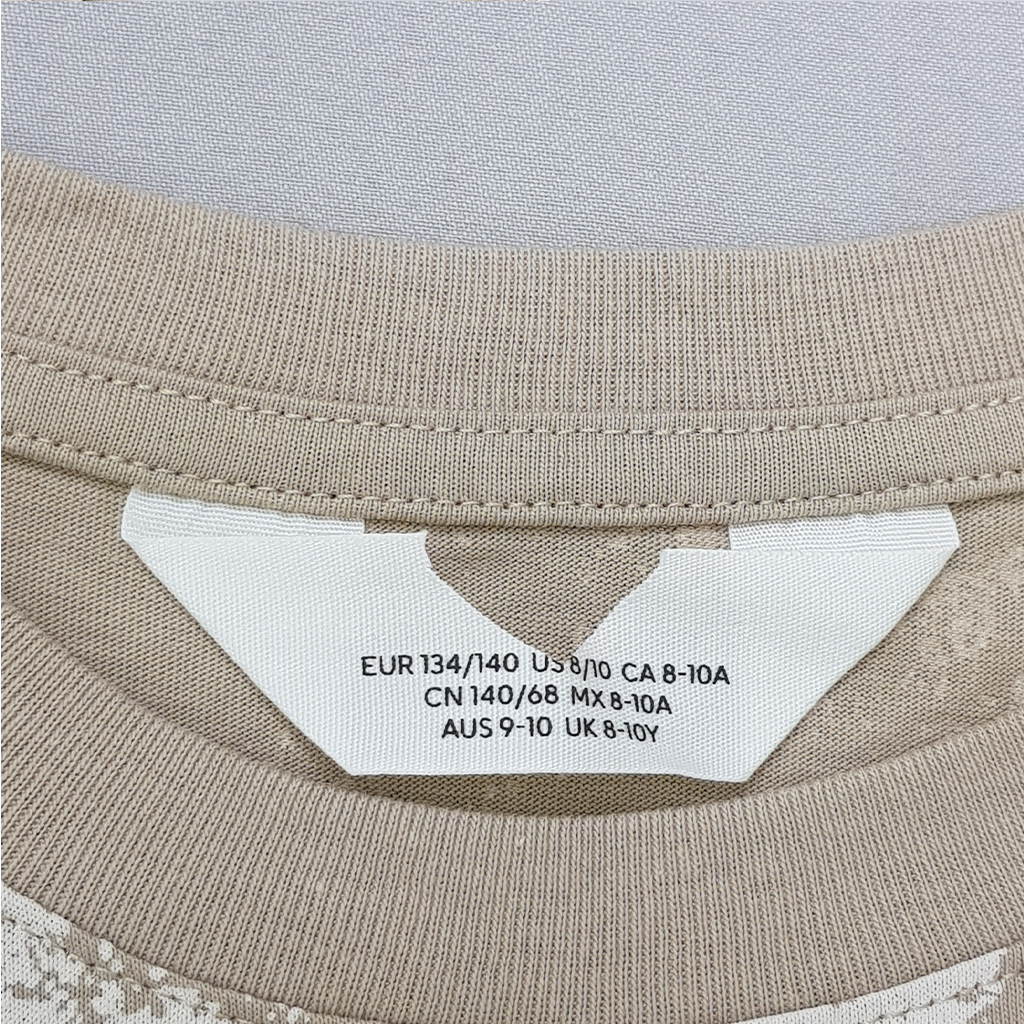 EUR 134/140 US 8/10 CA 8-10A
CN 140/68 MX 8-10A
AUS 9-10 UK 8-10Y